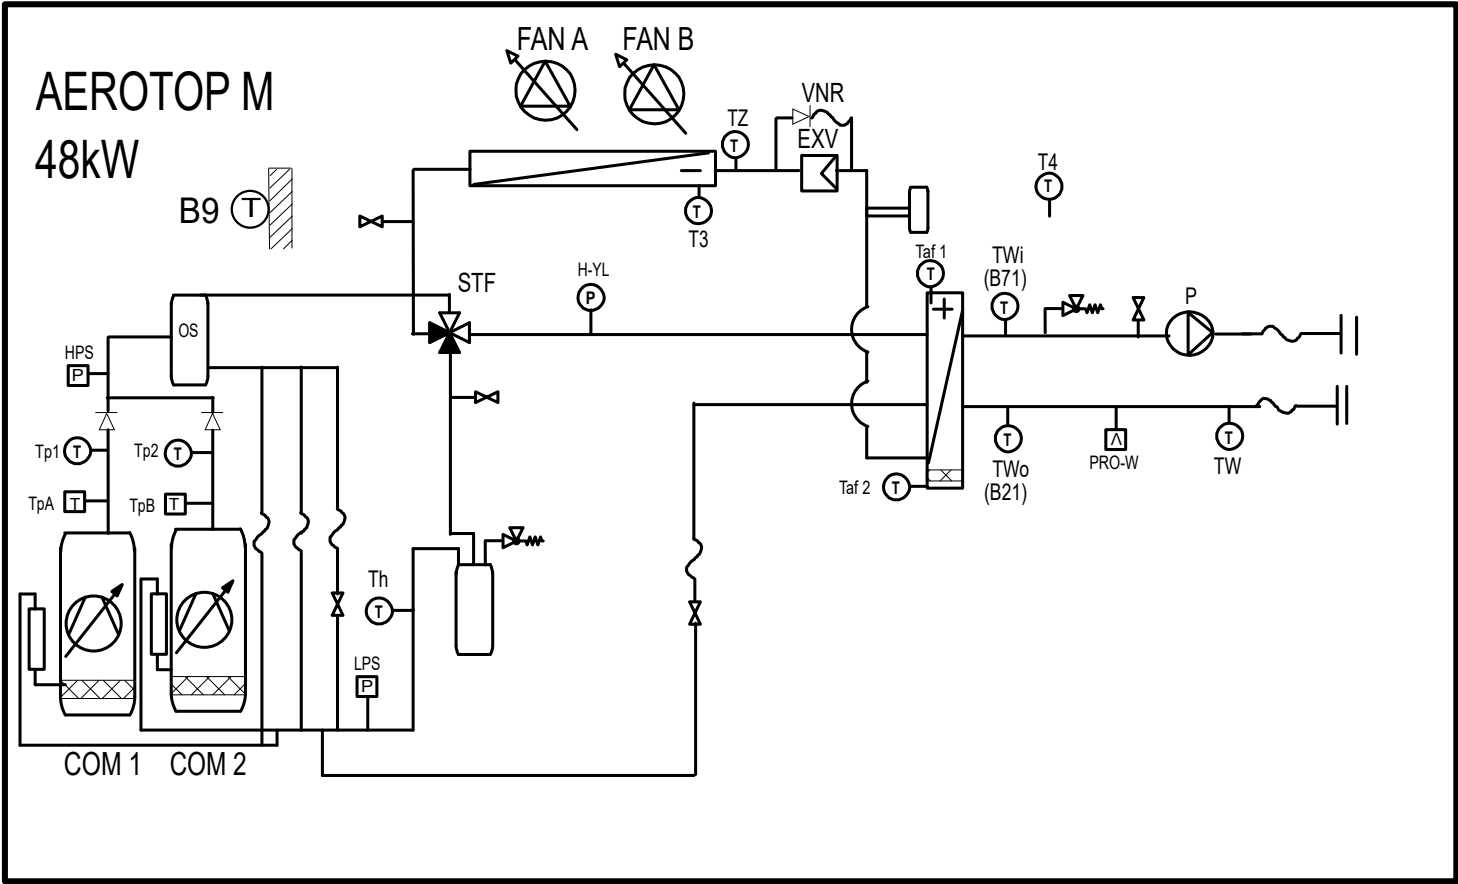 AEROTOP M
48kW
FAN A
FAN B
VNR
EXV
TZ
T
T
T3
B9
T
T4
T
STF
H-YL
P
Taf 1
T
TWi
(B71)
T
P
OS
HPS
P
Tp1
T
Tp2
T
TpA
T
TpB
T
Th
T
LPS
P
Taf 2
T
T
TWo
(B21)
Λ
PRO-W
T
TW
COM 1
COM 2